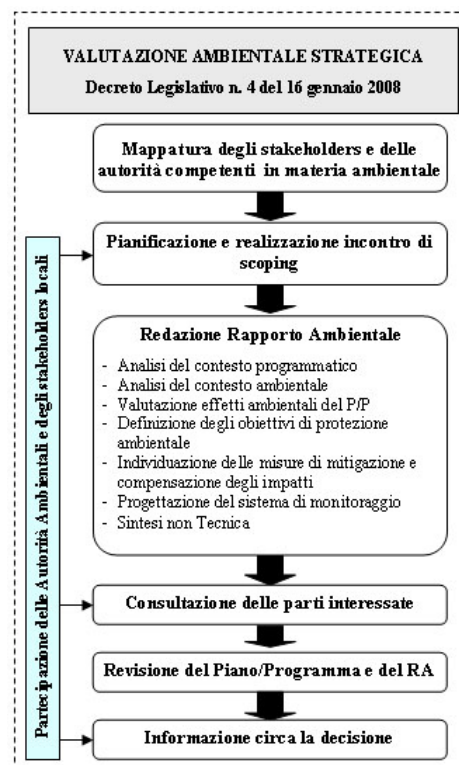 VALUTAZIONE AMBIENTALE STRATEGICA
Decreto Legislativo n. 4 del 16 gennaio 2008
Mappatura degli stakeholders e delle
autorità competenti in materia ambientale
Pianificazione e realizzazione incontro di
scoping
Redazione Rapporto Ambientale
- Analisi del contesto programmatico
- Analisi del contesto ambientale
- Valutazione effetti ambientali del P/P
- Definizione degli obiettivi di protezione
ambientale
- Individuazione delle misure di mitigazione e
compensazione degli impatti
- Progettazione del sistema di monitoraggio
- Sintesi non Tecnica
Consultazione delle parti interessate
Revisione del Piano/Programma e del RA
Informazione circa la decisione
Partecipazione delle Autorità Ambientali e degli stakeholders locali